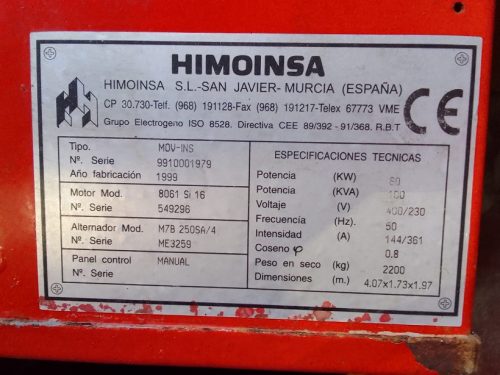 HIMOINSA
HIMOINSA S.L.-SAN JAVIER-MURCIA (ESPAÑA)
CP 30.730-Telf. (968) 191128-Fax (968) 191217-Telex 67773 VME
Grupo Electrogeno ISO 8528. Directiva CEE 89/392 - 91/368. R.B.T
CE
Tipo. MOV-INS
Nº. Serie 9910001979
Año fabricación 1999
Motor Mod. 8061 Si 16
Nº. Serie 549296
Alternador Mod. M7B 250SA/4
Nº. Serie ME3259
Panel control MANUAL
Nº. Serie
ESPECIFICACIONES TECNICAS
Potencia (KW) 80
Potencia (KVA) 100
Voltaje (V) 400/230
Frecuencia (Hz). 50
Intensidad (A) 144/361
Coseno φ 0.8
Peso en seco (kg) 2200
Dimensiones (m.) 4.07x1.73x1.97